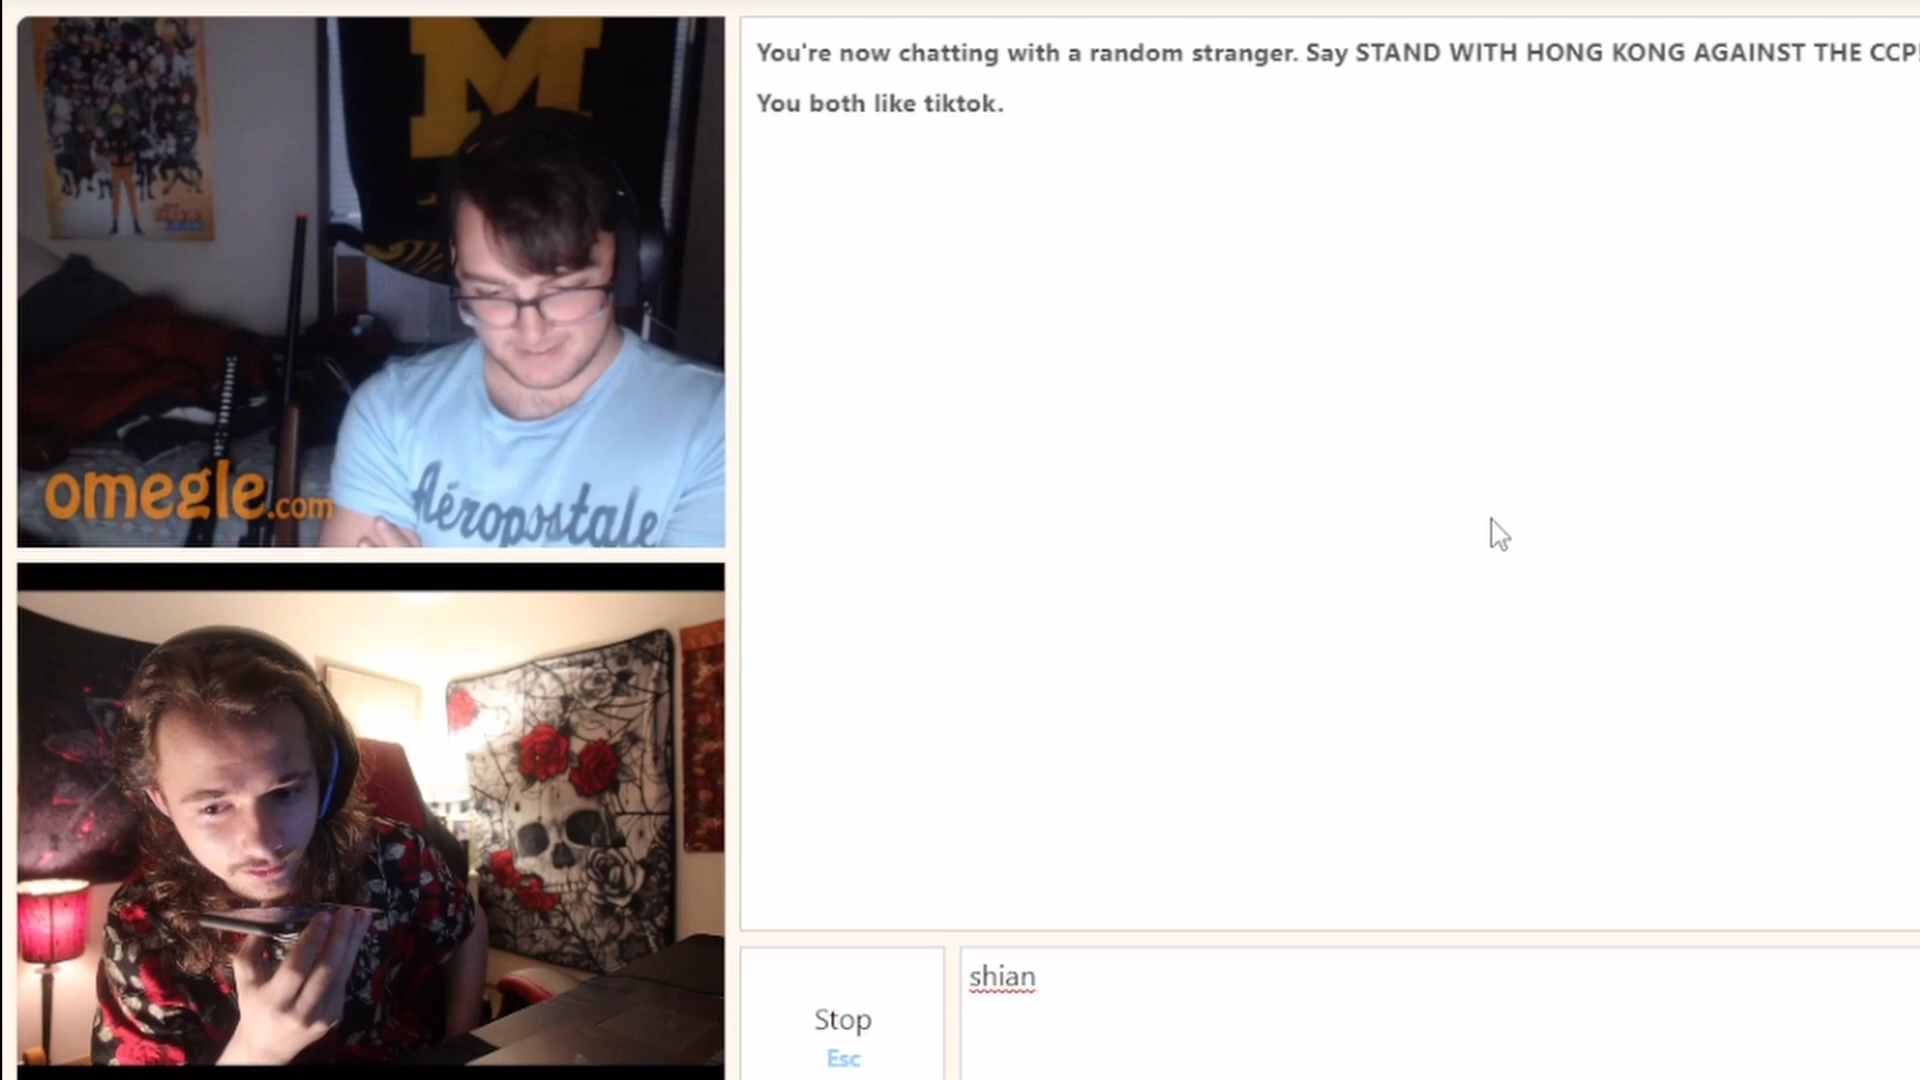 M
omegle.com
Aéropostale
You're now chatting with a random stranger. Say STAND WITH HONG KONG AGAINST THE CCP!
You both like tiktok.
shian
Stop
Esc